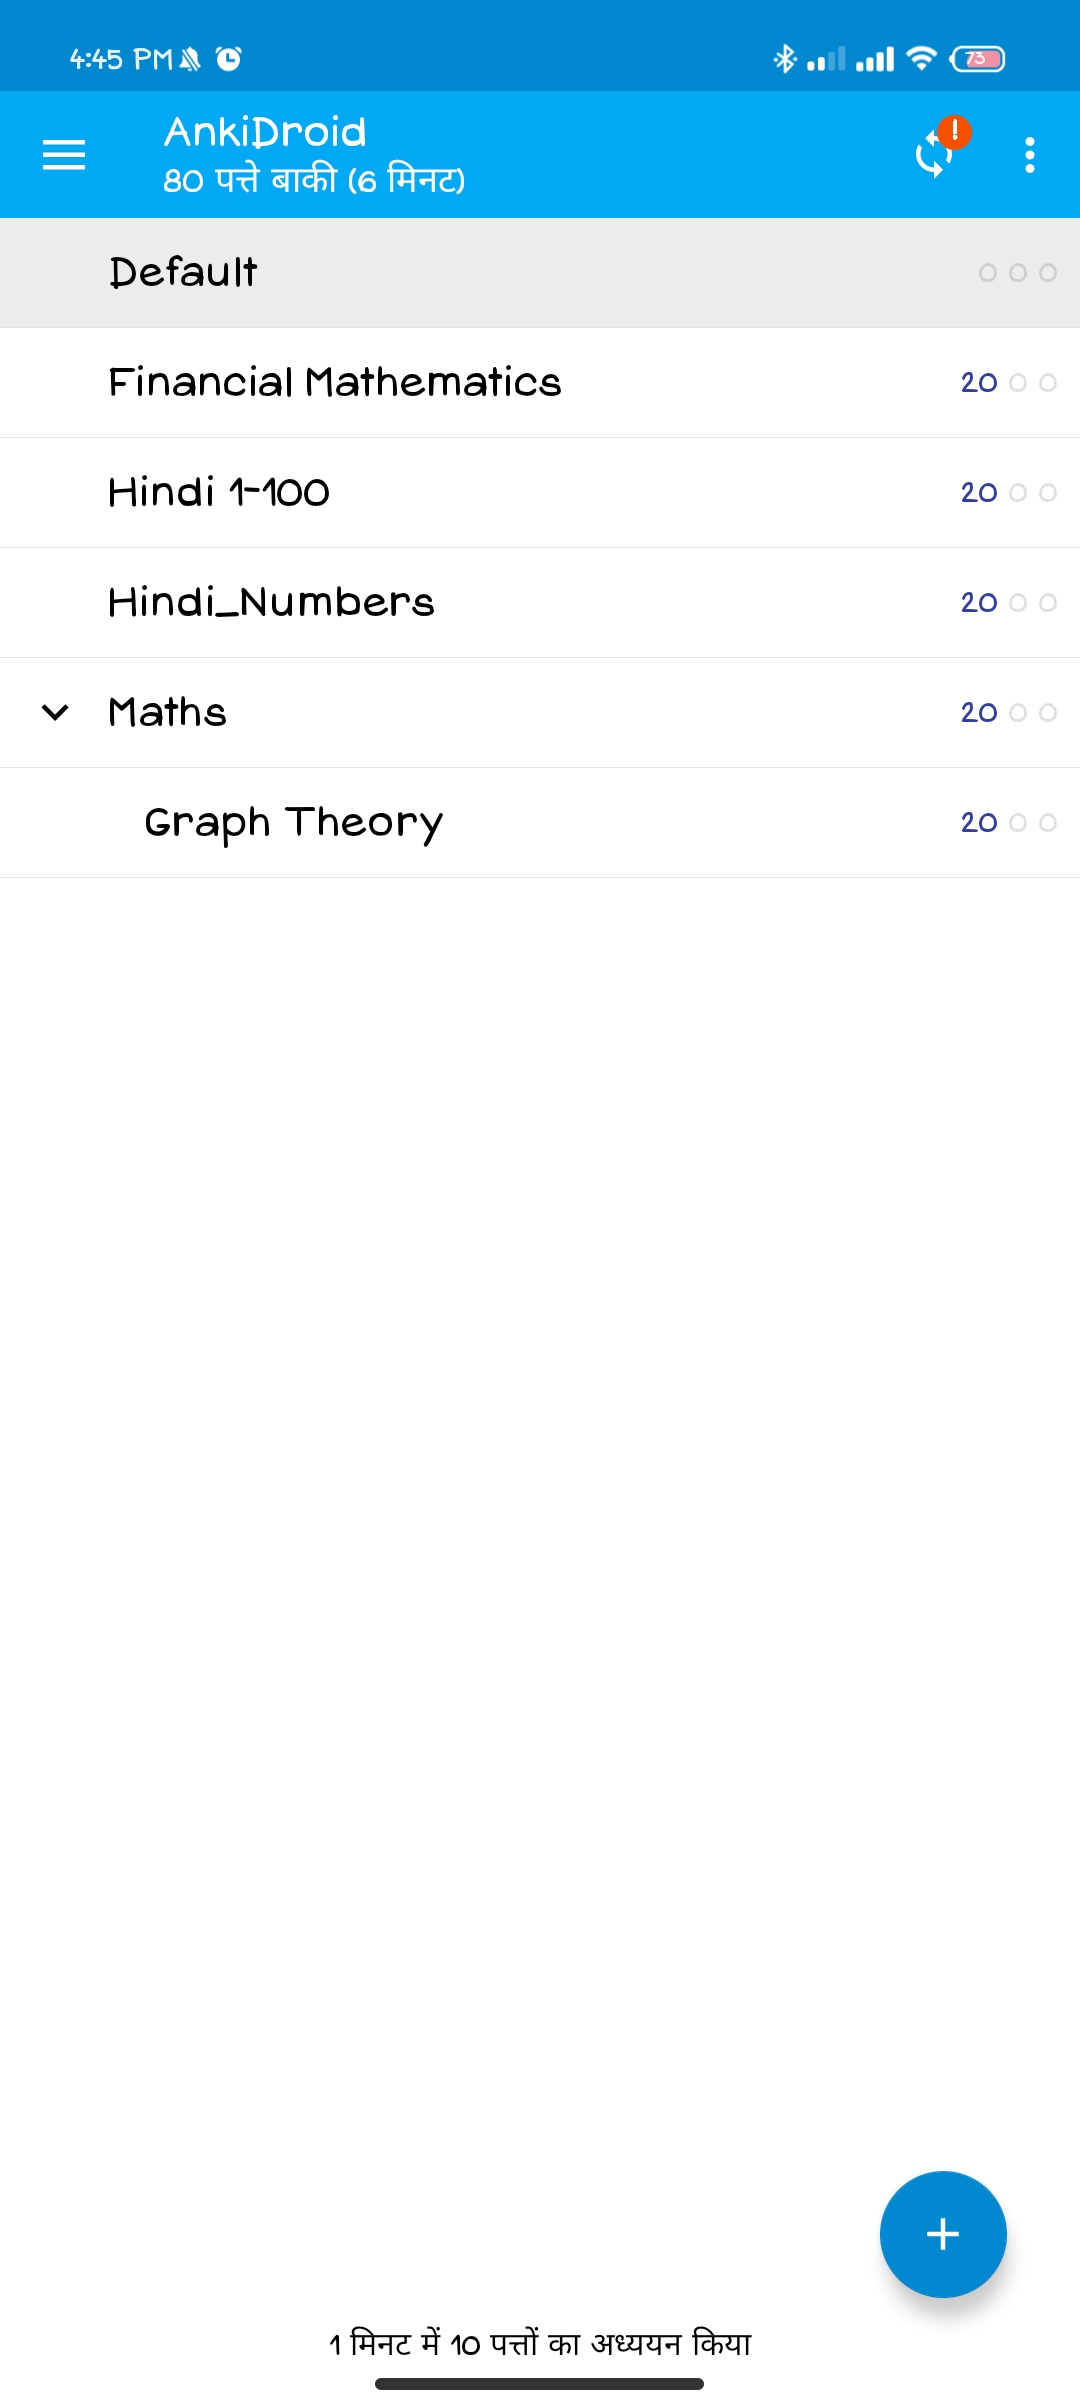 4:45 PM
73
AnkiDroid
80 पत्ते बाकी (6 मिनट)
Default 0 0 0
Financial Mathematics 20 0 0
Hindi 1-100 20 0 0
Hindi_Numbers 20 0 0
Maths 20 0 0
Graph Theory 20 0 0
1 मिनट में 10 पत्तों का अध्ययन किया